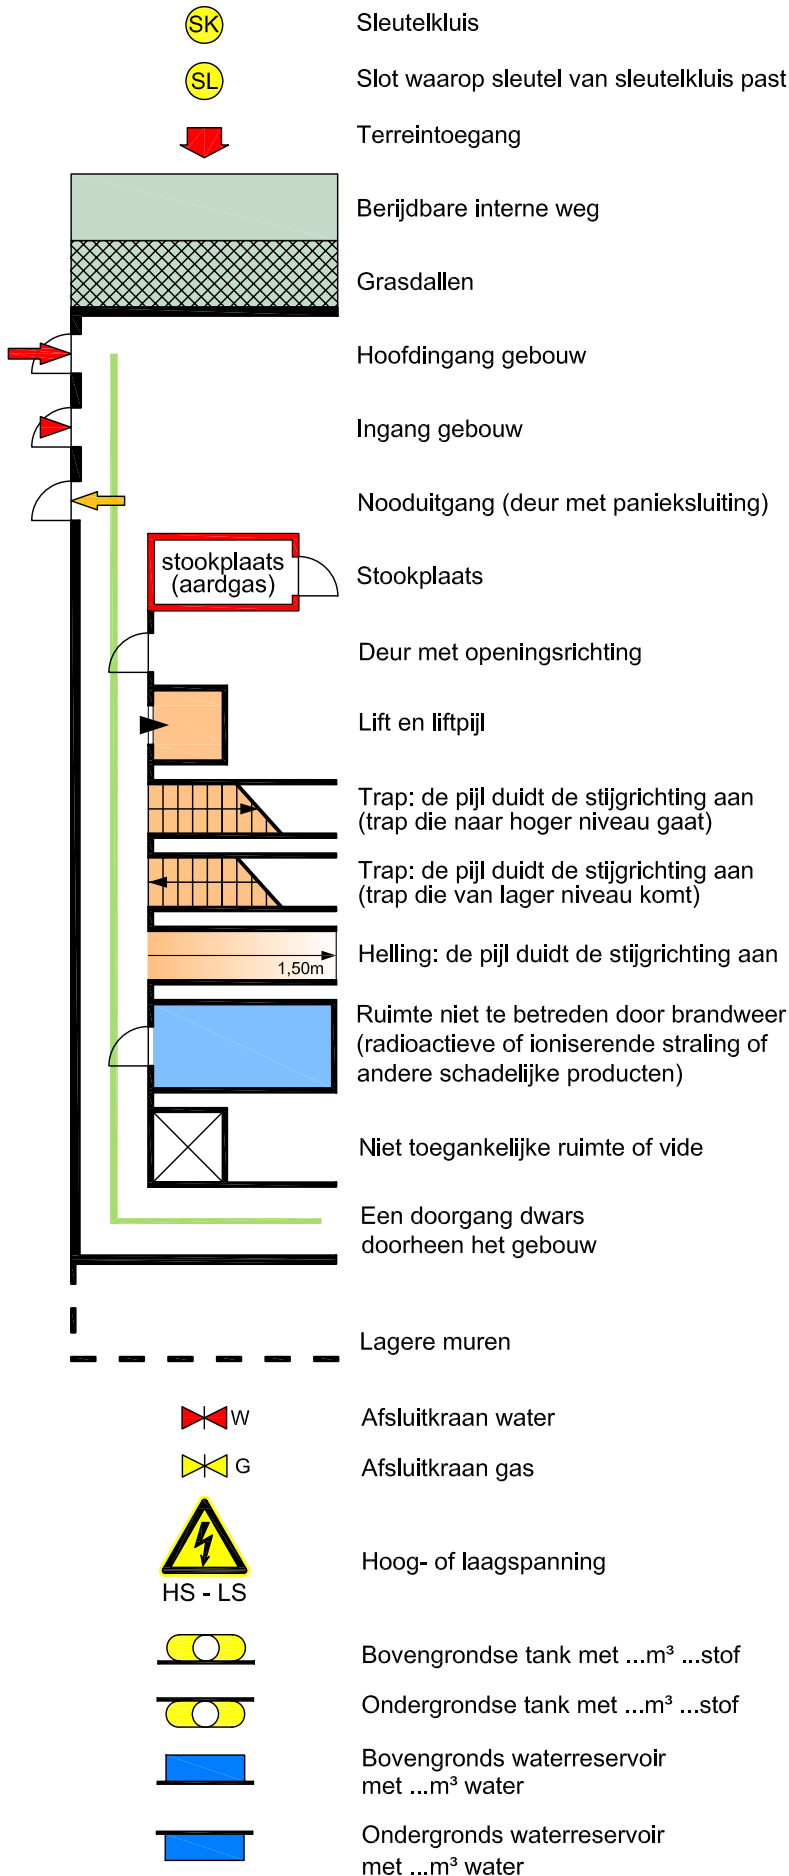 SK Sleutelkluis
SL Slot waarop sleutel van sleutelkluis past
Terreintoegang
Berijdbare interne weg
Grasdallen
Hoofdingang gebouw
Ingang gebouw
Nooduitgang (deur met panieksluiting)
stookplaats
(aardgas)
Stookplaats
Deur met openingsrichting
Lift en liftpijl
Trap: de pijl duidt de stijgrichting aan
(trap die naar hoger niveau gaat)
Trap: de pijl duidt de stijgrichting aan
(trap die van lager niveau komt)
1,50m
Helling: de pijl duidt de stijgrichting aan
Ruimte niet te betreden door brandweer
(radioactieve of ioniserende straling of
andere schadelijke producten)
Niet toegankelijke ruimte of vide
Een doorgang dwars
doorheen het gebouw
Lagere muren
W Afsluitkraan water
G Afsluitkraan gas
HS - LS
Hoog- of laagspanning
Bovengrondse tank met ...m³ ...stof
Ondergrondse tank met ...m³ ...stof
Bovengronds waterreservoir
met ...m³ water
Ondergronds waterreservoir
met ...m³ water